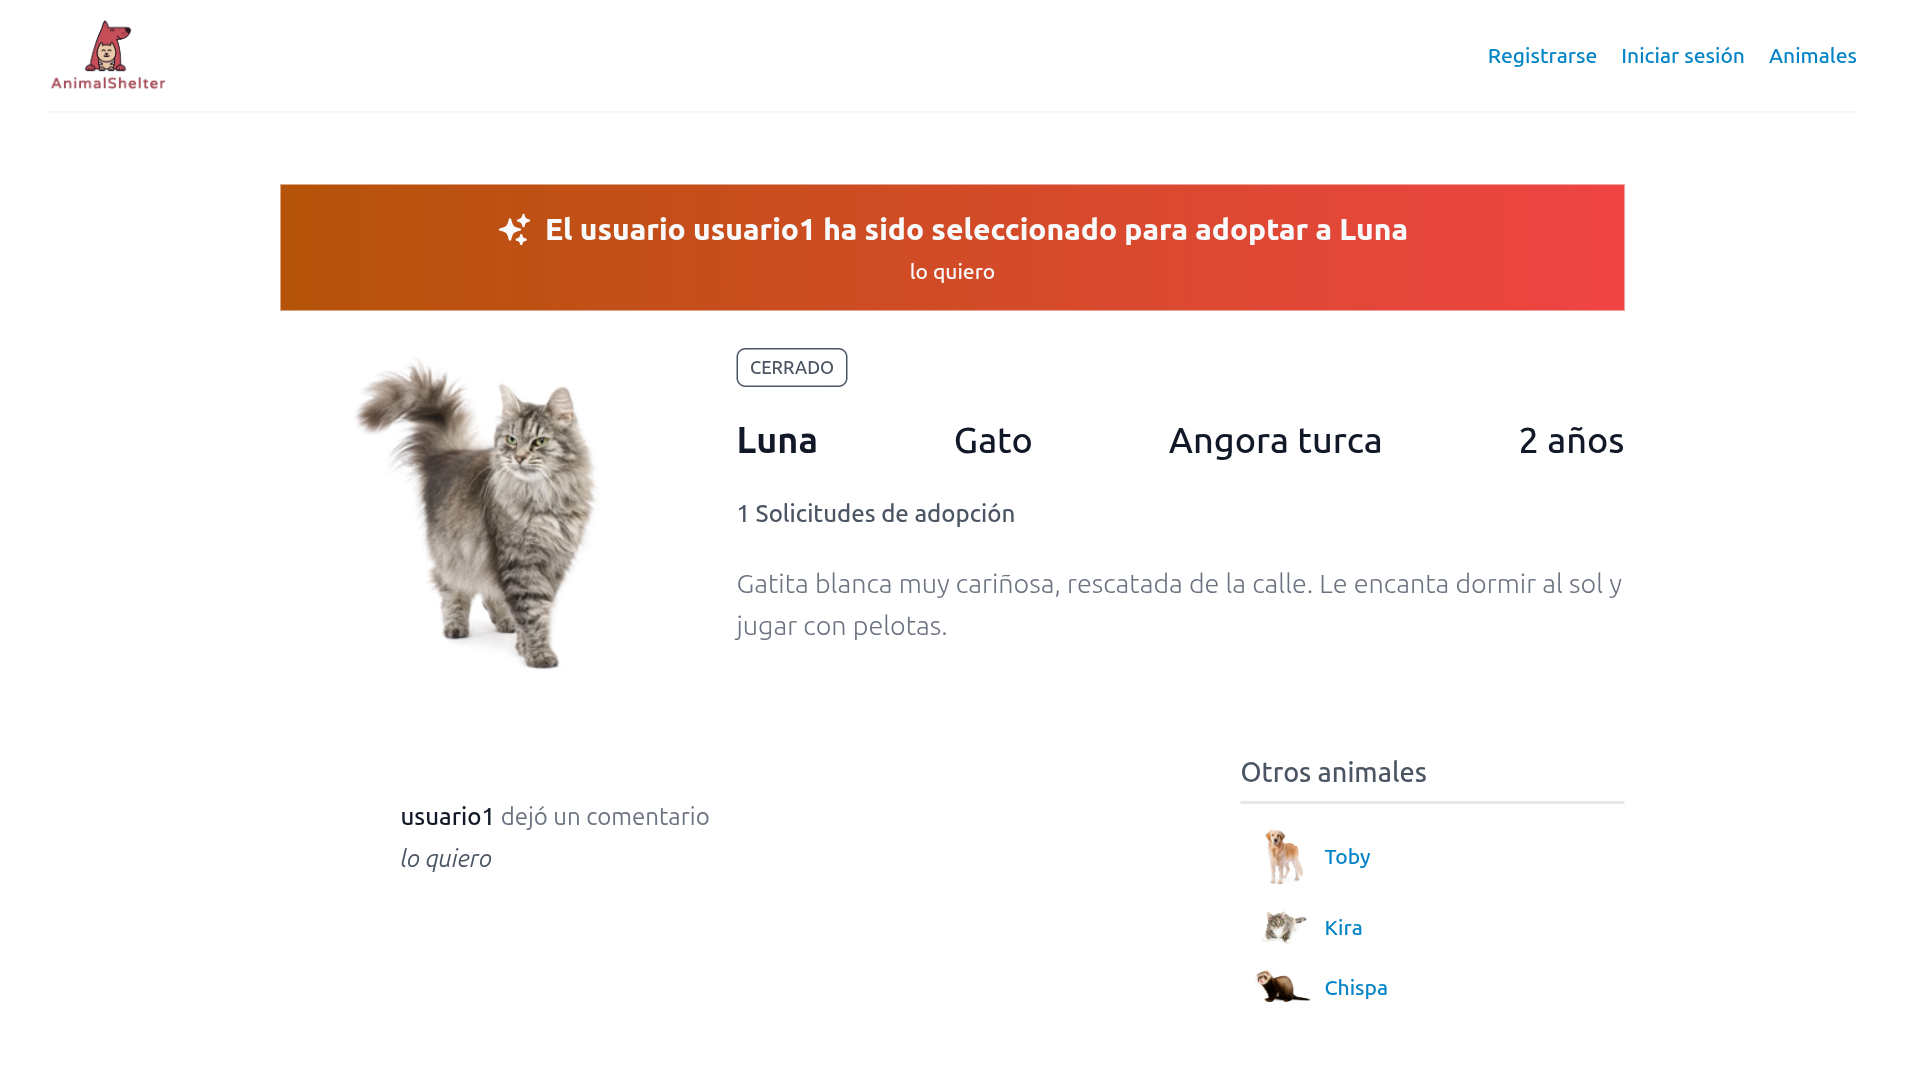 AnimalShelter
Registrarse
Iniciar sesión
Animales
El usuario usuario1 ha sido seleccionado para adoptar a Luna
lo quiero
CERRADO
Luna
Gato
Angora turca
2 años
1 Solicitudes de adopción
Gatita blanca muy cariñosa, rescatada de la calle. Le encanta dormir al sol y
jugar con pelotas.
usuario1 dejó un comentario
lo quiero
Otros animales
Toby
Kira
Chispa